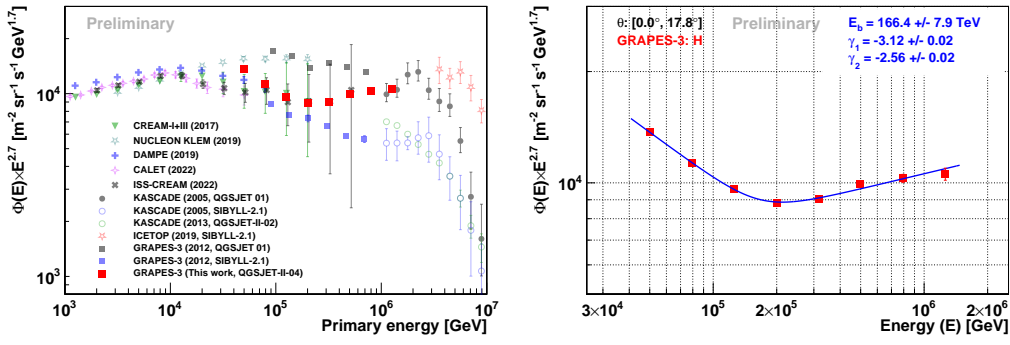 Preliminary
Φ(E)×E^2.7 [m^-2 sr^-1 s^-1 GeV^1.7]
10^4
10^3
CREAM-I+III (2017)
NUCLEON KLEM (2019)
DAMPE (2019)
CALET (2022)
ISS-CREAM (2022)
KASCADE (2005, QGSJET 01)
KASCADE (2005, SIBYLL-2.1)
KASCADE (2013, QGSJET-II-02)
ICETOP (2019, SIBYLL-2.1)
GRAPES-3 (2012, QGSJET 01)
GRAPES-3 (2012, SIBYLL-2.1)
GRAPES-3 (This work, QGSJET-II-04)
10^3 10^4 10^5 10^6 10^7
Primary energy [GeV]
θ: [0.0°, 17.8°] Preliminary
GRAPES-3: H
E_b = 166.4 +/- 7.9 TeV
γ_1 = -3.12 +/- 0.02
γ_2 = -2.56 +/- 0.02
Φ(E)×E^2.7 [m^-2 sr^-1 s^-1 GeV^1.7]
10^4
3×10^4 10^5 2×10^5 10^6 2×10^6
Energy (E) [GeV]